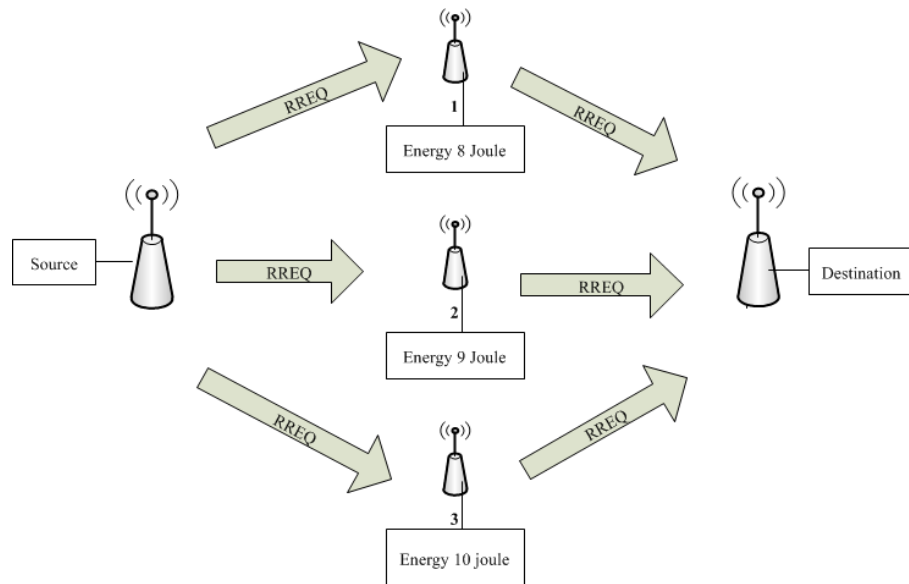 RREQ
1
RREQ
Energy 8 Joule
Source
RREQ
2
RREQ
Destination
Energy 9 Joule
RREQ
3
RREQ
Energy 10 joule